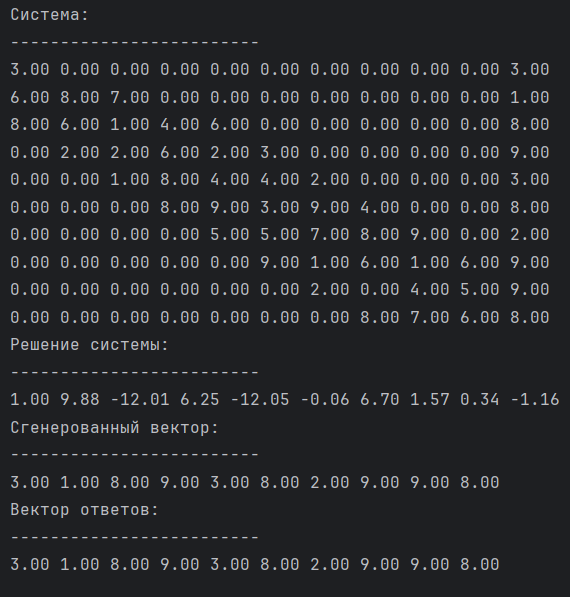 Система:
-------------------------
3.00 0.00 0.00 0.00 0.00 0.00 0.00 0.00 0.00 0.00 3.00
6.00 8.00 7.00 0.00 0.00 0.00 0.00 0.00 0.00 0.00 1.00
8.00 6.00 1.00 4.00 6.00 0.00 0.00 0.00 0.00 0.00 8.00
0.00 2.00 2.00 6.00 2.00 3.00 0.00 0.00 0.00 0.00 9.00
0.00 0.00 1.00 8.00 4.00 4.00 2.00 0.00 0.00 0.00 3.00
0.00 0.00 0.00 8.00 9.00 3.00 9.00 4.00 0.00 0.00 8.00
0.00 0.00 0.00 0.00 5.00 5.00 7.00 8.00 9.00 0.00 2.00
0.00 0.00 0.00 0.00 0.00 9.00 1.00 6.00 1.00 6.00 9.00
0.00 0.00 0.00 0.00 0.00 0.00 2.00 0.00 4.00 5.00 9.00
0.00 0.00 0.00 0.00 0.00 0.00 0.00 8.00 7.00 6.00 8.00
Решение системы:
-------------------------
1.00 9.88 -12.01 6.25 -12.05 -0.06 6.70 1.57 0.34 -1.16
Сгенерованный вектор:
-------------------------
3.00 1.00 8.00 9.00 3.00 8.00 2.00 9.00 9.00 8.00
Вектор ответов:
-------------------------
3.00 1.00 8.00 9.00 3.00 8.00 2.00 9.00 9.00 8.00